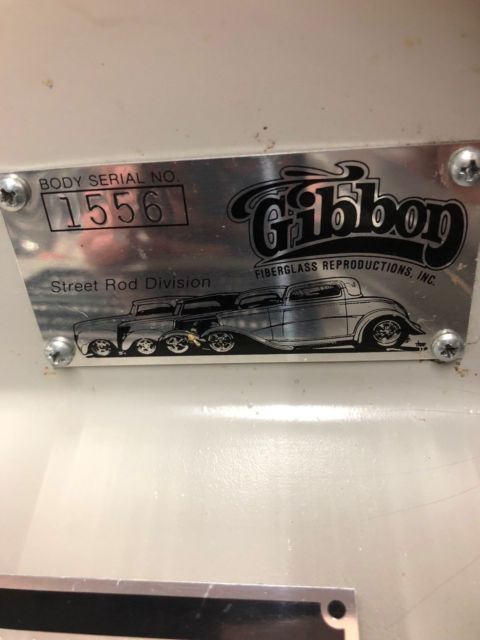 BODY SERIAL NO.
1556
Gibbon
FIBERGLASS REPRODUCTIONS, INC.
Street Rod Division